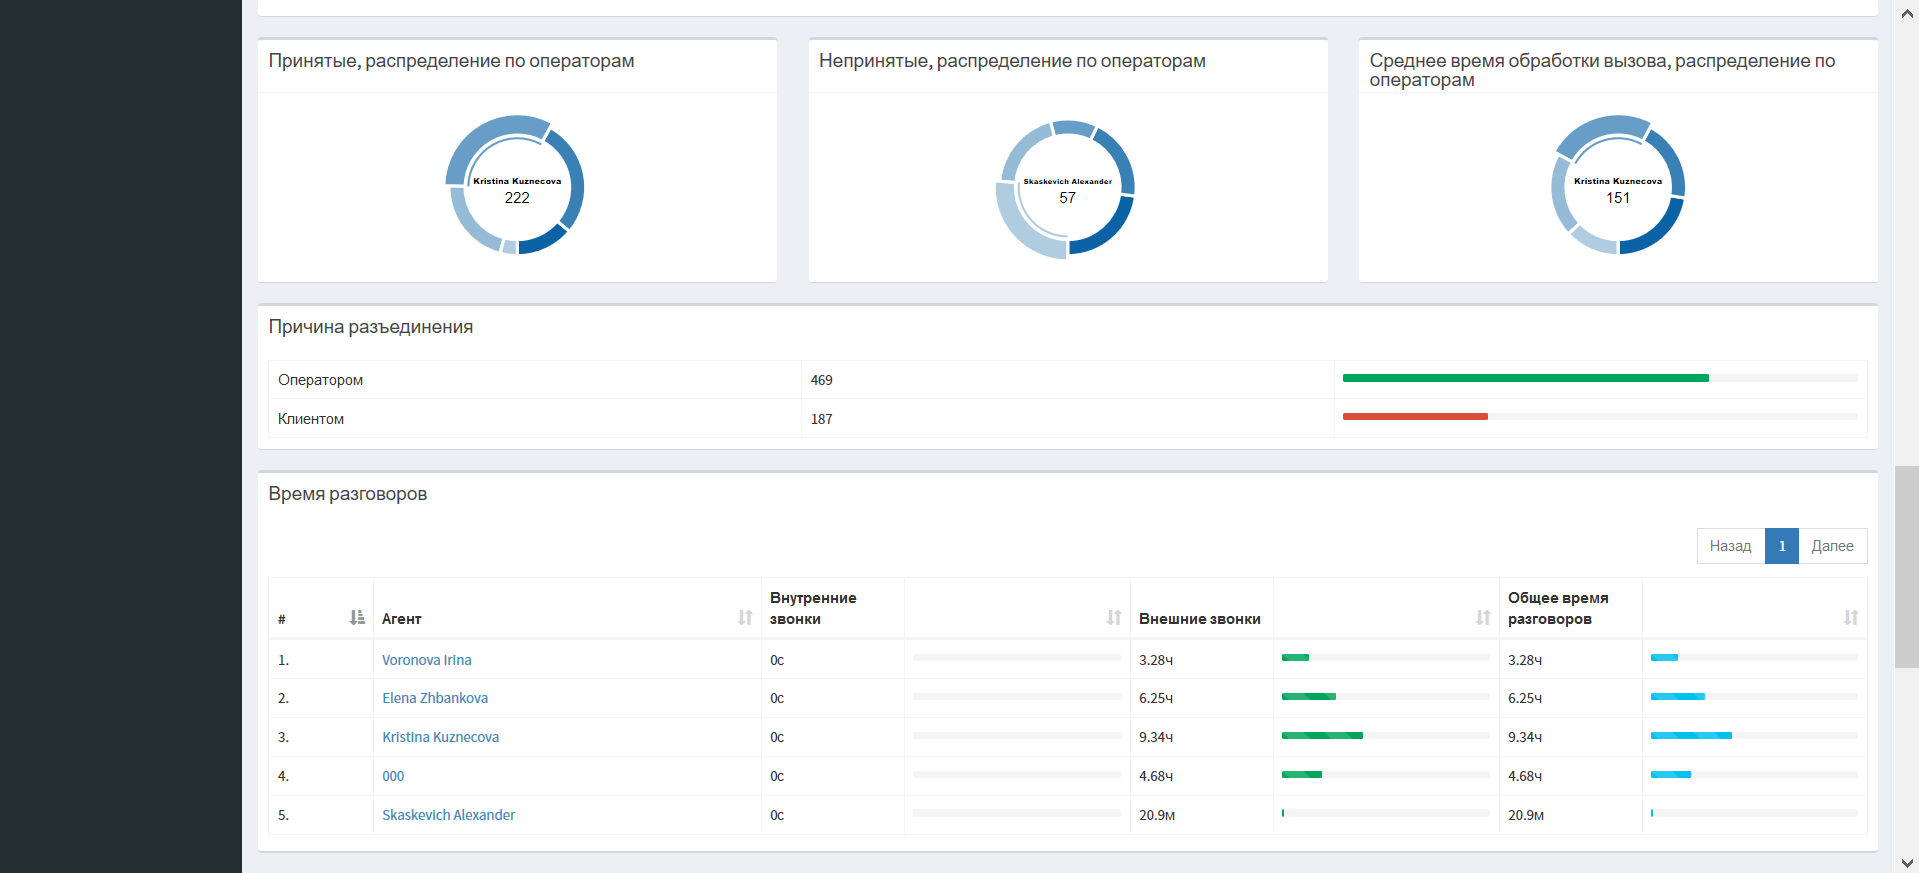 Принятые, распределение по операторам
Kristina Kuznecova
222
Непринятые, распределение по операторам
Skaskevich Alexander
57
Среднее время обработки вызова, распределение по
операторам
Kristina Kuznecova
151
Причина разъединения
Оператором 469
Клиентом 187
Время разговоров
Назад 1 Далее
# Агент Внутренние звонки Внешние звонки Общее время разговоров
1. Voronova Irina 0с 3.28ч 3.28ч
2. Elena Zhbankova 0с 6.25ч 6.25ч
3. Kristina Kuznecova 0с 9.34ч 9.34ч
4. 000 0с 4.68ч 4.68ч
5. Skaskevich Alexander 0с 20.9м 20.9м